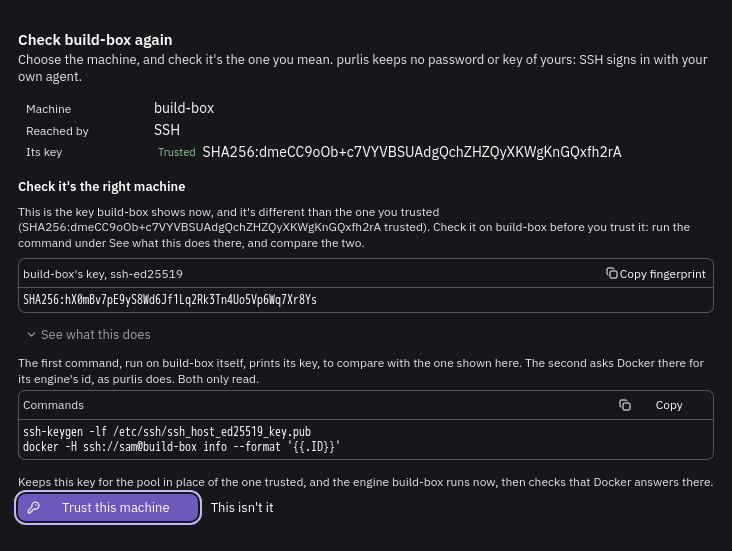 Check build-box again
Choose the machine, and check it's the one you mean. purlis keeps no password or key of yours: SSH signs in with your
own agent.
Machine build-box
Reached by SSH
Its key Trusted SHA256:dmeCC9oOb+c7VYVBSUAdgQchZHZQyXKWgKnGQxfh2rA
Check it's the right machine
This is the key build-box shows now, and it's different than the one you trusted
(SHA256:dmeCC9oOb+c7VYVBSUAdgQchZHZQyXKWgKnGQxfh2rA trusted). Check it on build-box before you trust it: run the
command under See what this does there, and compare the two.
build-box's key, ssh-ed25519 Copy fingerprint
SHA256:hX0mBv7pE9yS8Wd6Jf1Lq2Rk3Tn4Uo5Vp6Wq7Xr8Ys
See what this does
The first command, run on build-box itself, prints its key, to compare with the one shown here. The second asks Docker there for
its engine's id, as purlis does. Both only read.
Commands Copy
ssh-keygen -lf /etc/ssh/ssh_host_ed25519_key.pub
docker -H ssh://sam@build-box info --format '{{.ID}}'
Keeps this key for the pool in place of the one trusted, and the engine build-box runs now, then checks that Docker answers there.
Trust this machine This isn't it